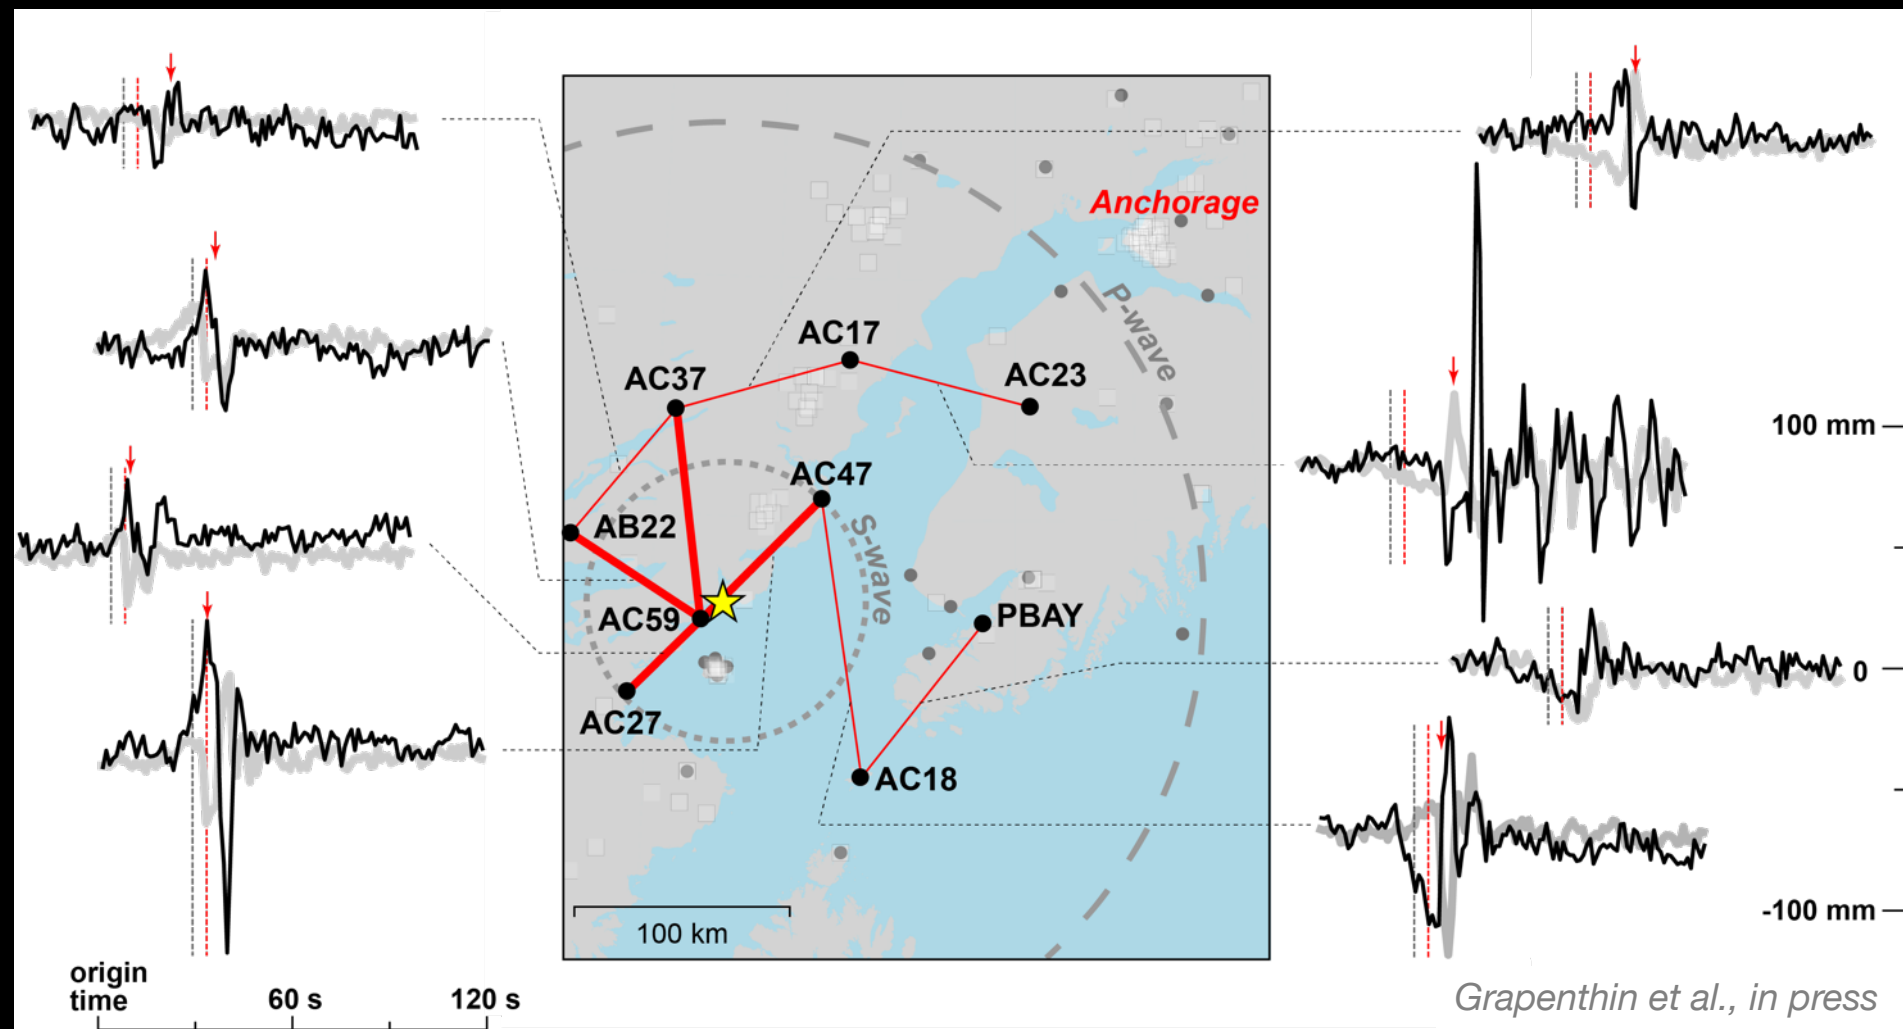 Anchorage
P-wave
AC17
AC37
AC23
AC47
AB22
S-wave
AC59
PBAY
AC27
AC18
100 km
100 mm
0
-100 mm
origin
time
60 s
120 s
Grapenthin et al., in press